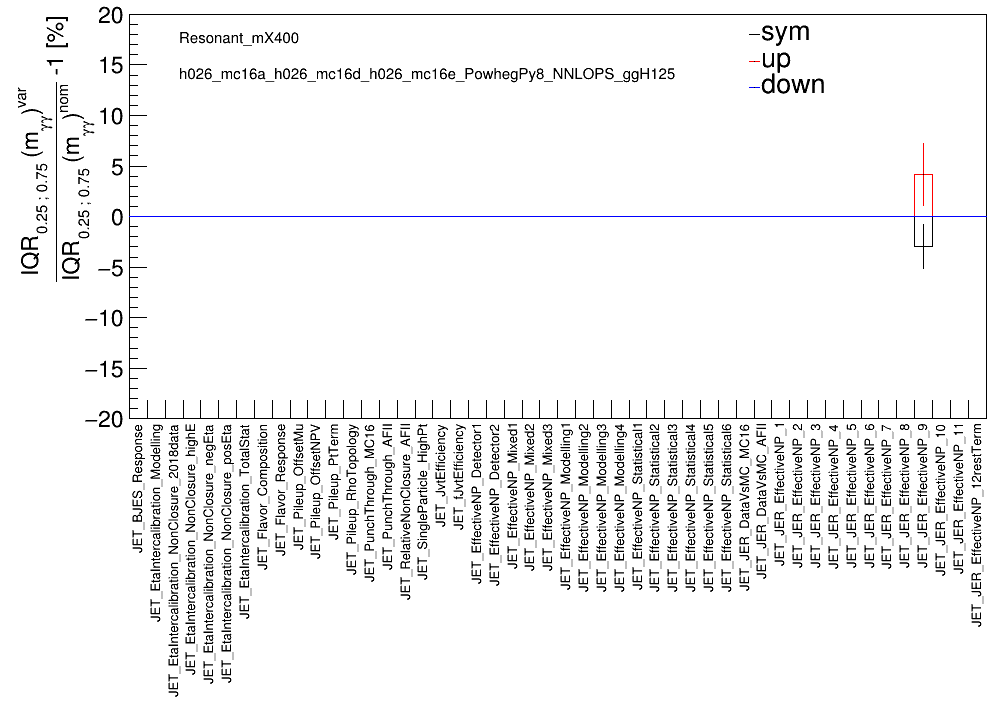 Resonant_mX400
h026_mc16a_h026_mc16d_h026_mc16e_PowhegPy8_NNLOPS_ggH125
sym
up
down
IQR0.25 ; 0.75 (mγγ)var
IQR0.25 ; 0.75 (mγγ)nom -1 [%]
20
15
10
5
0
−5
−10
−15
−20
JET_BJES_Response
JET_EtaIntercalibration_Modelling
JET_EtaIntercalibration_NonClosure_2018data
JET_EtaIntercalibration_NonClosure_highE
JET_EtaIntercalibration_NonClosure_negEta
JET_EtaIntercalibration_NonClosure_posEta
JET_EtaIntercalibration_TotalStat
JET_Flavor_Composition
JET_Flavor_Response
JET_Pileup_OffsetMu
JET_Pileup_OffsetNPV
JET_Pileup_PtTerm
JET_Pileup_RhoTopology
JET_PunchThrough_MC16
JET_PunchThrough_AFII
JET_RelativeNonClosure_AFII
JET_SingleParticle_HighPt
JET_JvtEfficiency
JET_fJvtEfficiency
JET_EffectiveNP_Detector1
JET_EffectiveNP_Detector2
JET_EffectiveNP_Mixed1
JET_EffectiveNP_Mixed2
JET_EffectiveNP_Mixed3
JET_EffectiveNP_Modelling1
JET_EffectiveNP_Modelling2
JET_EffectiveNP_Modelling3
JET_EffectiveNP_Modelling4
JET_EffectiveNP_Statistical1
JET_EffectiveNP_Statistical2
JET_EffectiveNP_Statistical3
JET_EffectiveNP_Statistical4
JET_EffectiveNP_Statistical5
JET_EffectiveNP_Statistical6
JET_JER_DataVsMC_MC16
JET_JER_DataVsMC_AFII
JET_JER_EffectiveNP_1
JET_JER_EffectiveNP_2
JET_JER_EffectiveNP_3
JET_JER_EffectiveNP_4
JET_JER_EffectiveNP_5
JET_JER_EffectiveNP_6
JET_JER_EffectiveNP_7
JET_JER_EffectiveNP_8
JET_JER_EffectiveNP_9
JET_JER_EffectiveNP_10
JET_JER_EffectiveNP_11
JET_JER_EffectiveNP_12restTerm